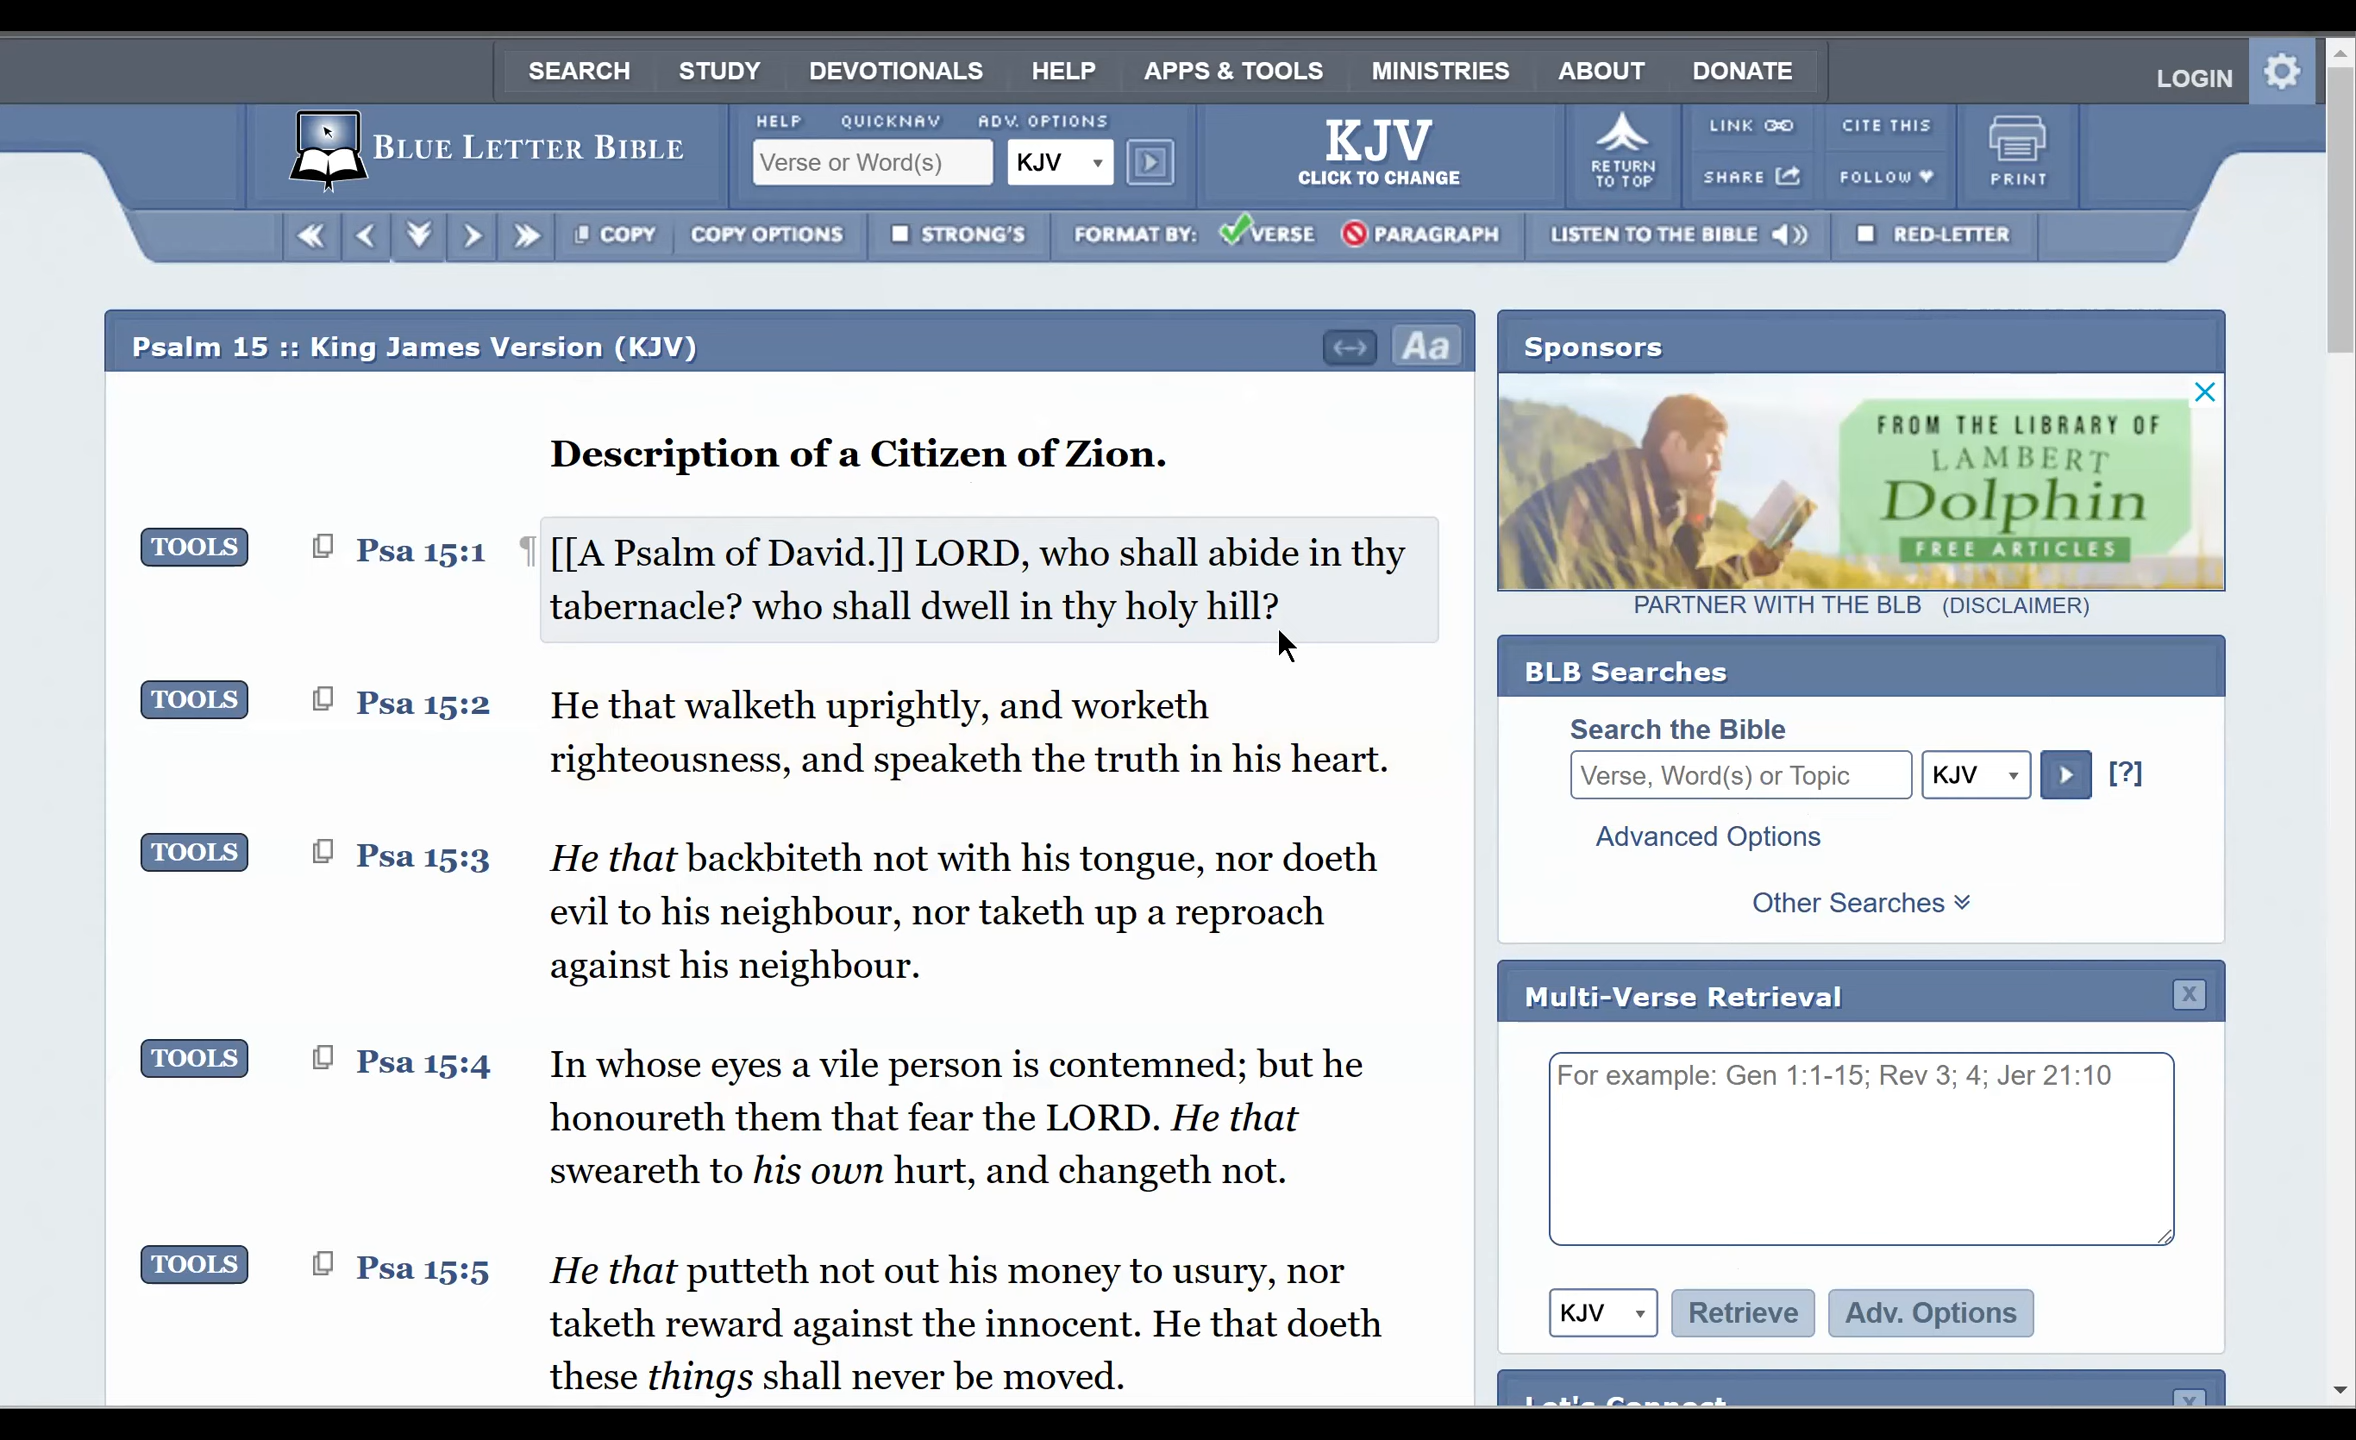 SEARCH STUDY DEVOTIONALS HELP APPS & TOOLS MINISTRIES ABOUT DONATE LOGIN
BLUE LETTER BIBLE
HELP QUICKNAV ADV. OPTIONS
Verse or Word(s) KJV
KJV
CLICK TO CHANGE
RETURN
TO TOP
LINK CITE THIS
SHARE FOLLOW
PRINT
COPY COPY OPTIONS STRONG'S FORMAT BY: VERSE PARAGRAPH LISTEN TO THE BIBLE RED-LETTER
Psalm 15 :: King James Version (KJV)
Aa
Description of a Citizen of Zion.
TOOLS Psa 15:1 ¶ [[A Psalm of David.]] LORD, who shall abide in thy
tabernacle? who shall dwell in thy holy hill?
TOOLS Psa 15:2 He that walketh uprightly, and worketh
righteousness, and speaketh the truth in his heart.
TOOLS Psa 15:3 He that backbiteth not with his tongue, nor doeth
evil to his neighbour, nor taketh up a reproach
against his neighbour.
TOOLS Psa 15:4 In whose eyes a vile person is contemned; but he
honoureth them that fear the LORD. He that
sweareth to his own hurt, and changeth not.
TOOLS Psa 15:5 He that putteth not out his money to usury, nor
taketh reward against the innocent. He that doeth
these things shall never be moved.
Sponsors
FROM THE LIBRARY OF
LAMBERT
Dolphin
FREE ARTICLES
PARTNER WITH THE BLB (DISCLAIMER)
BLB Searches
Search the Bible
Verse, Word(s) or Topic KJV [?]
Advanced Options
Other Searches
Multi-Verse Retrieval X
For example: Gen 1:1-15; Rev 3; 4; Jer 21:10
KJV Retrieve Adv. Options
Let's Connect X